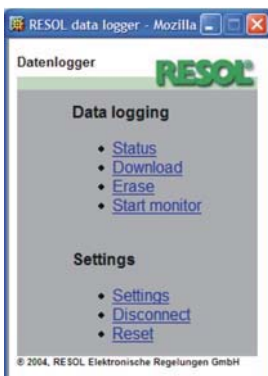 RESOL data logger - Mozilla
Datenlogger
RESOL
Data logging
Status
Download
Erase
Start monitor
Settings
Settings
Disconnect
Reset
© 2004, RESOL Elektronische Regelungen GmbH